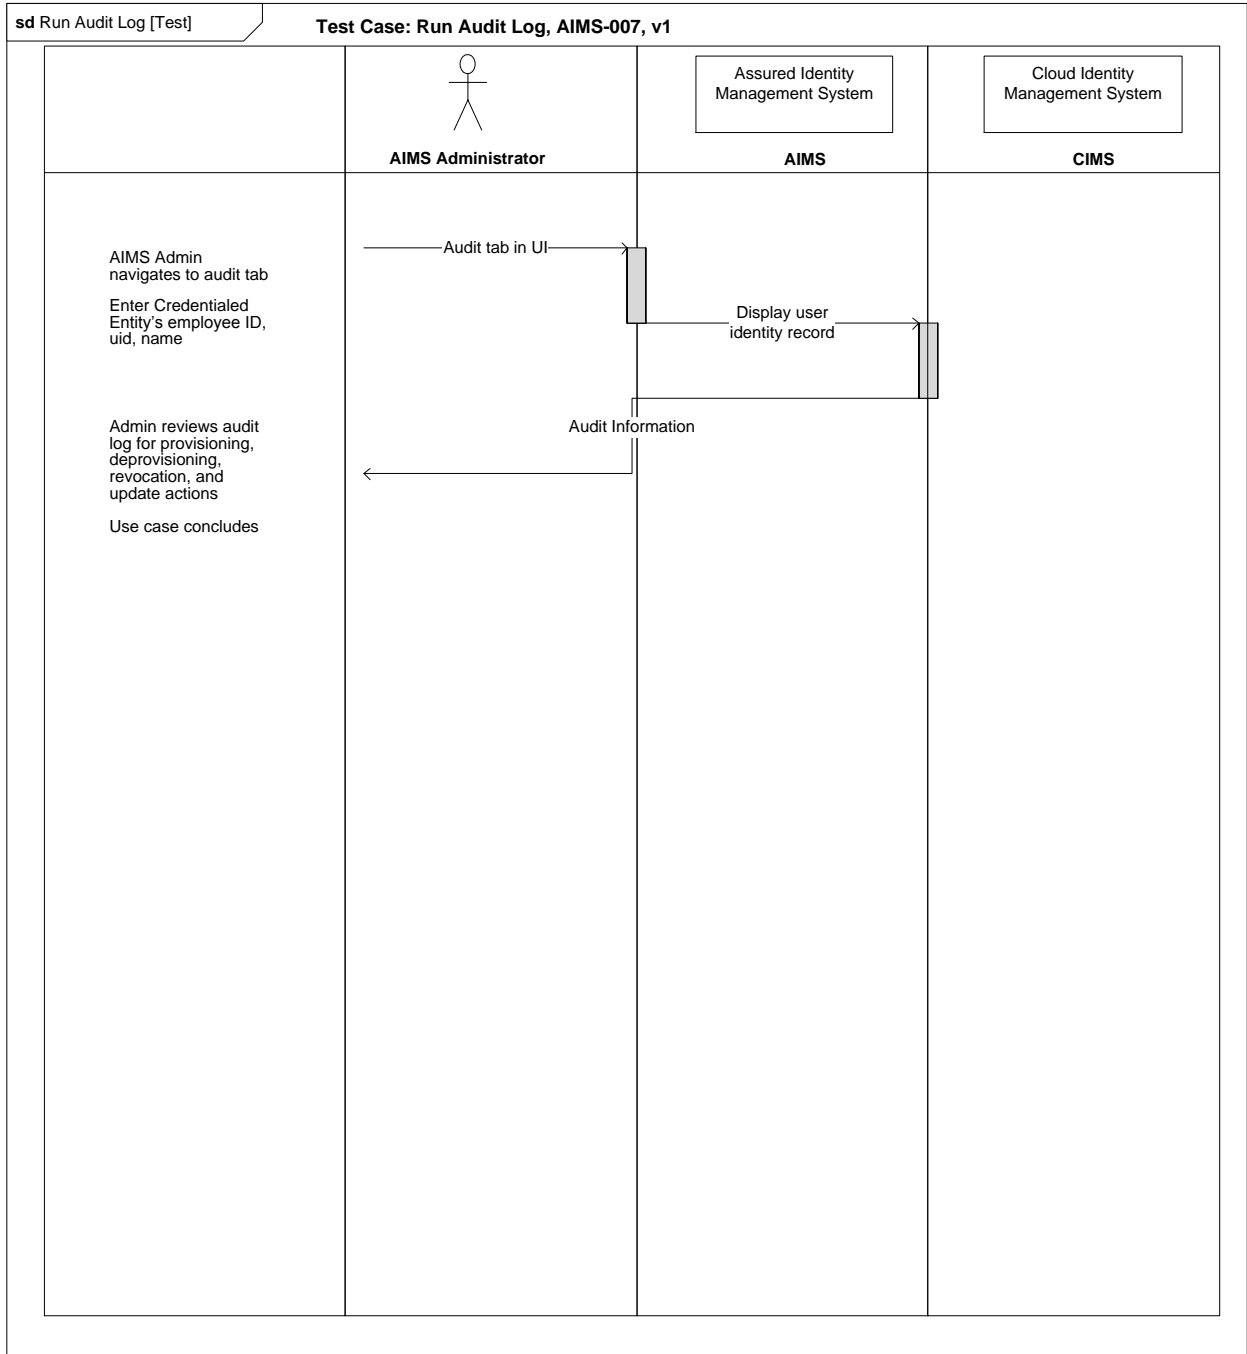 sd Run Audit Log [Test]
Test Case: Run Audit Log, AIMS-007, v1
Assured Identity
Management System
Cloud Identity
Management System
AIMS Administrator
AIMS
CIMS
AIMS Admin
navigates to audit tab
Audit tab in UI
Enter Credentialed
Entity's employee ID,
uid, name
Display user
identity record
Admin reviews audit
log for provisioning,
deprovisioning,
revocation, and
update actions
Audit Information
Use case concludes